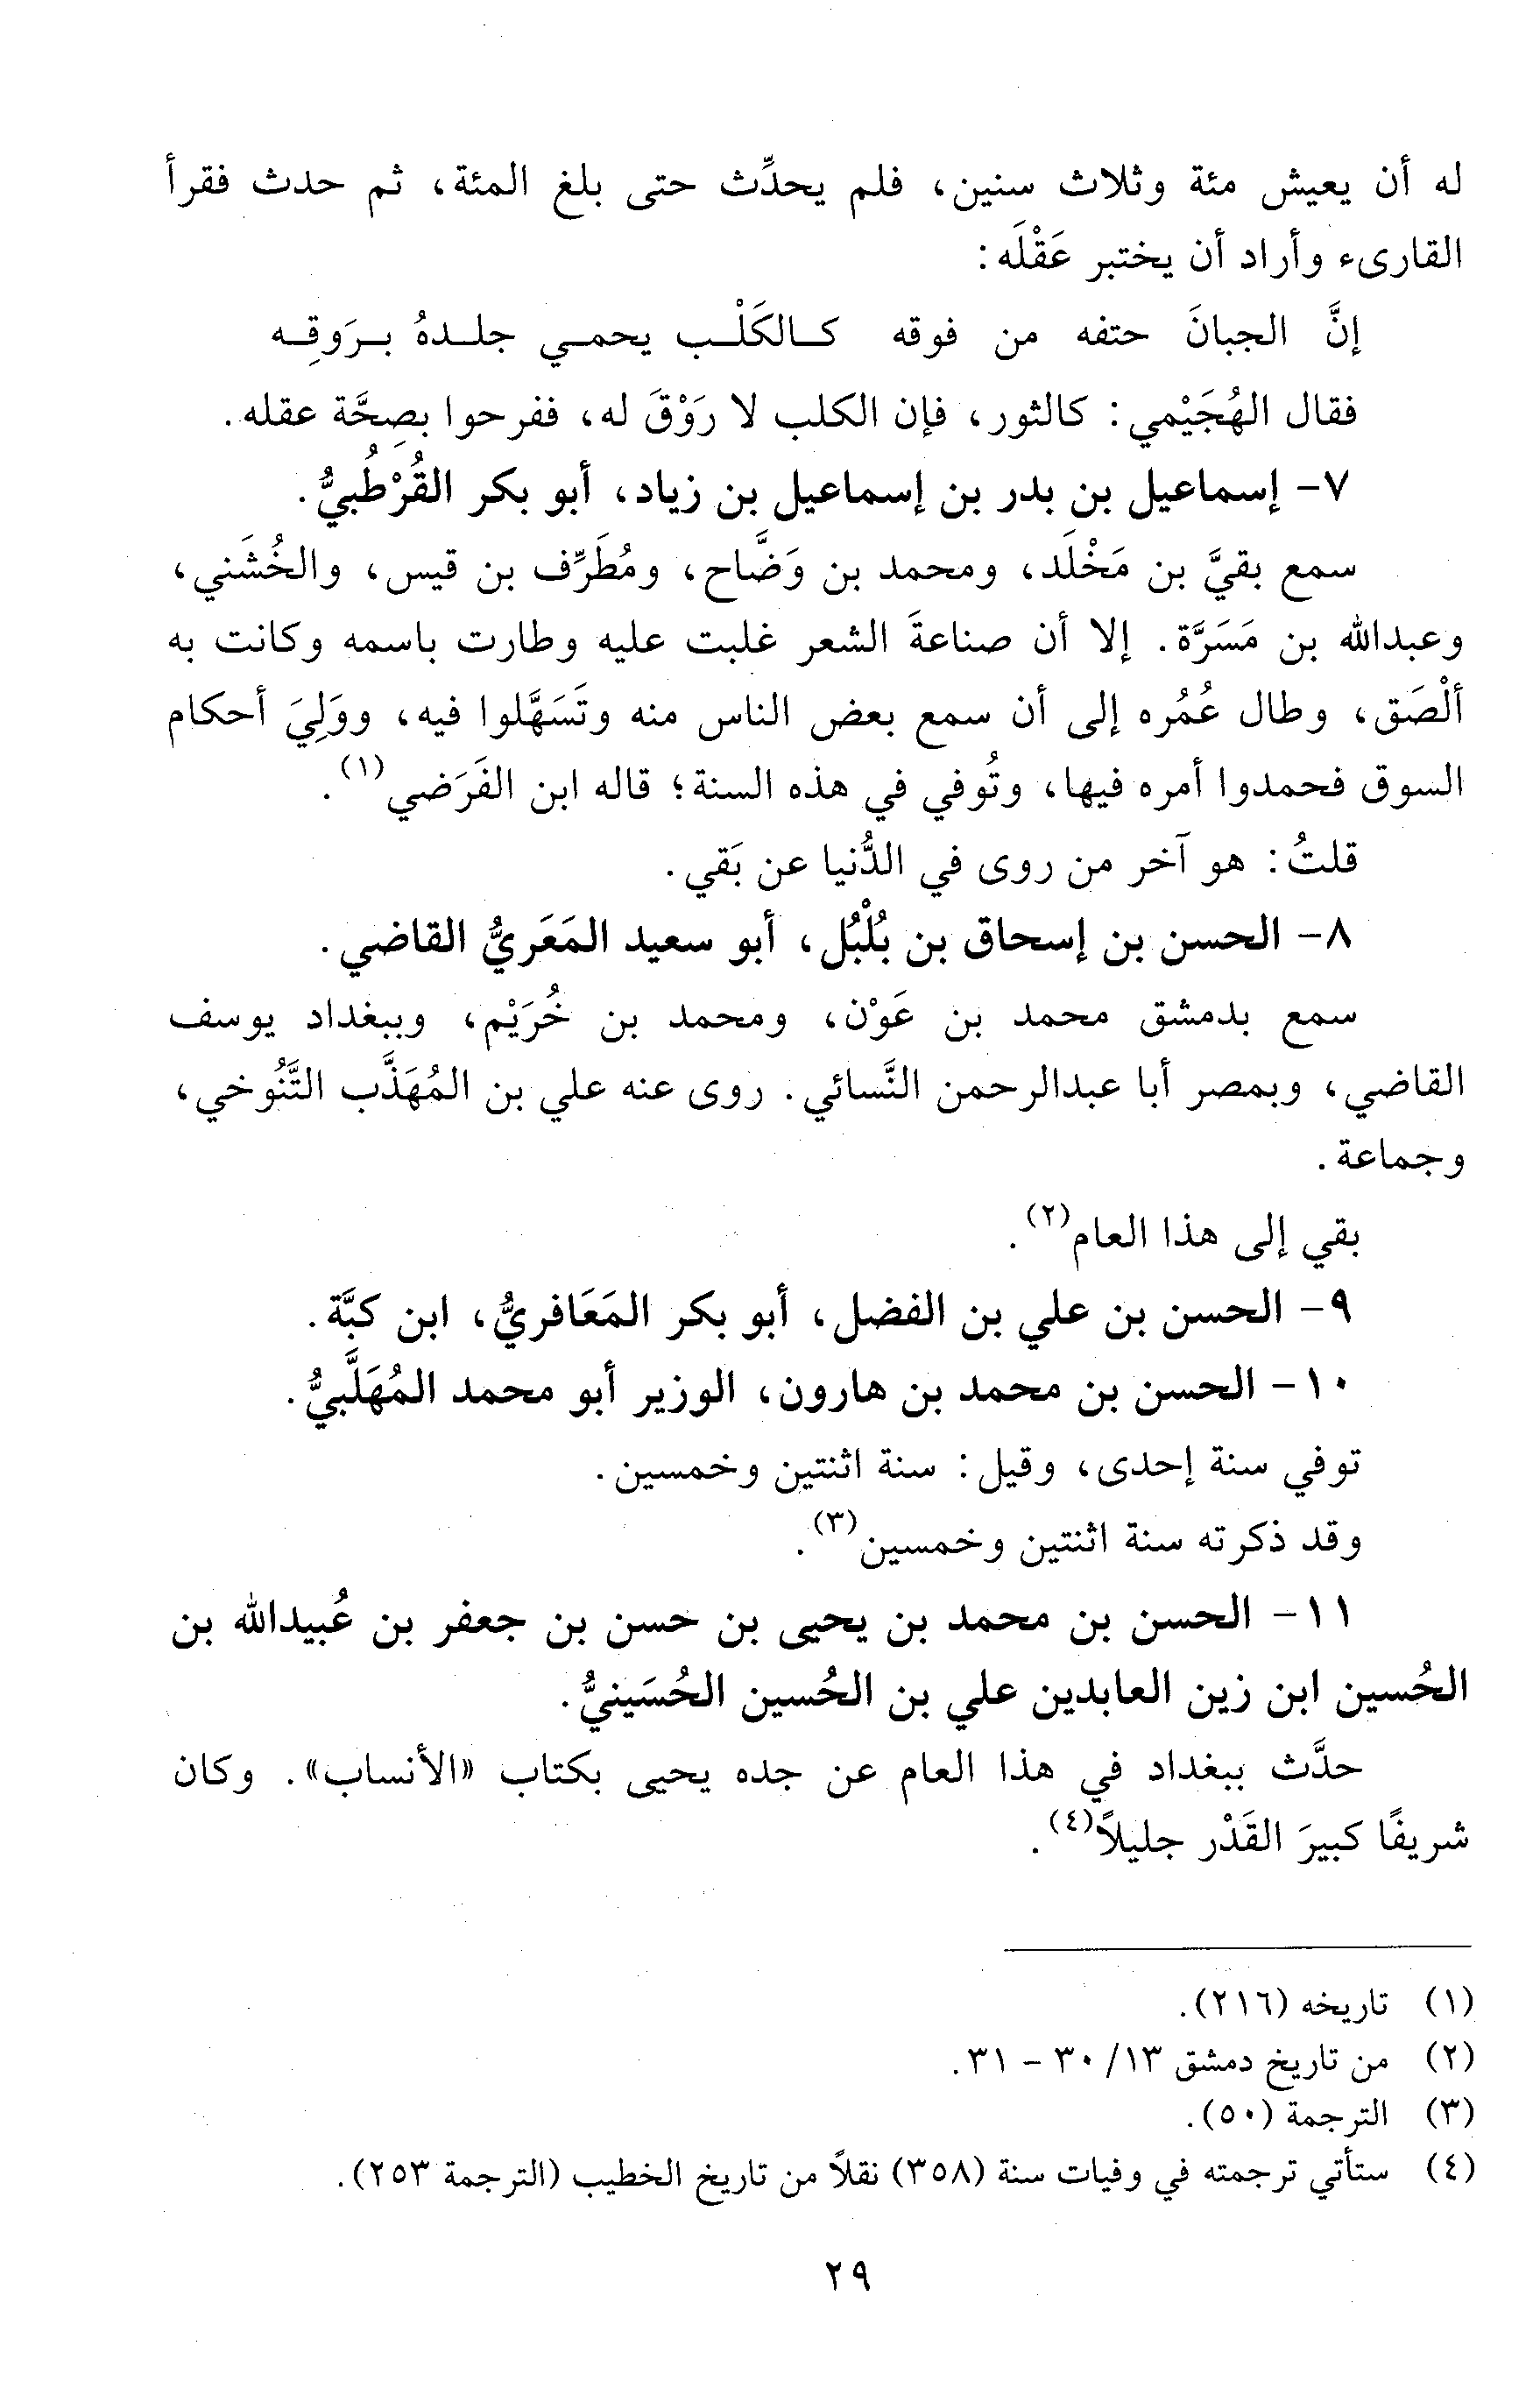 له أن يعيش مئة وثلاث سنين، فلم يحدِّث حتى بلغ المئة، ثم حدث فقرأ
القارىء وأراد أن يختبر عَقْلَه:
إنَّ الجبانَ حتفه من فوقه كالكَلْب يحمي جلدهُ برَوقِه
فقال الهُجَيْمي: كالثور، فإن الكلب لا رَوْقَ له، ففرحوا بصِحَّة عقله.
٧- إسماعيل بن بدر بن إسماعيل بن زياد، أبو بكر القُرْطُبيُّ.
سمع بقيَّ بن مَخْلَد، ومحمد بن وَضَّاح، ومُطَرِّف بن قيس، والخُشَني،
وعبدالله بن مَسَرَّة. إلا أن صناعةَ الشعر غلبت عليه وطارت باسمه وكانت به
ألْصَق، وطال عُمُره إلى أن سمع بعض الناس منه وتَسَهَّلوا فيه، ووَلِيَ أحكام
السوق فحمدوا أمره فيها، وتُوفي في هذه السنة؛ قاله ابن الفَرَضي(١).
قلتُ: هو آخر من روى في الدُّنيا عن بَقي.
٨- الحسن بن إسحاق بن بُلْبُل، أبو سعيد المَعَريُّ القاضي.
سمع بدمشق محمد بن عَوْن، ومحمد بن خُرَيْم، وببغداد يوسف
القاضي، وبمصر أبا عبدالرحمن النَّسائي. روى عنه علي بن المُهَذَّب التَّنُوخي،
وجماعة.
بقي إلى هذا العام(٢).
٩- الحسن بن علي بن الفضل، أبو بكر المَعَافريُّ، ابن كبَّة.
١٠- الحسن بن محمد بن هارون، الوزير أبو محمد المُهَلَّبيُّ.
توفي سنة إحدى، وقيل: سنة اثنتين وخمسين.
وقد ذكرته سنة اثنتين وخمسين(٣).
١١- الحسن بن محمد بن يحيى بن حسن بن جعفر بن عُبيدالله بن
الحُسين ابن زين العابدين علي بن الحُسين الحُسَينيُّ.
حدَّث ببغداد في هذا العام عن جده يحيى بكتاب «الأنساب». وكان
شريفًا كبيرَ القَدْر جليلاً(٤).
(١) تاريخه (٢١٦).
(٢) من تاريخ دمشق ١٣/ ٣٠ - ٣١.
(٣) الترجمة (٥٠).
(٤) ستأتي ترجمته في وفيات سنة (٣٥٨) نقلاً من تاريخ الخطيب (الترجمة ٢٥٣).
٢٩